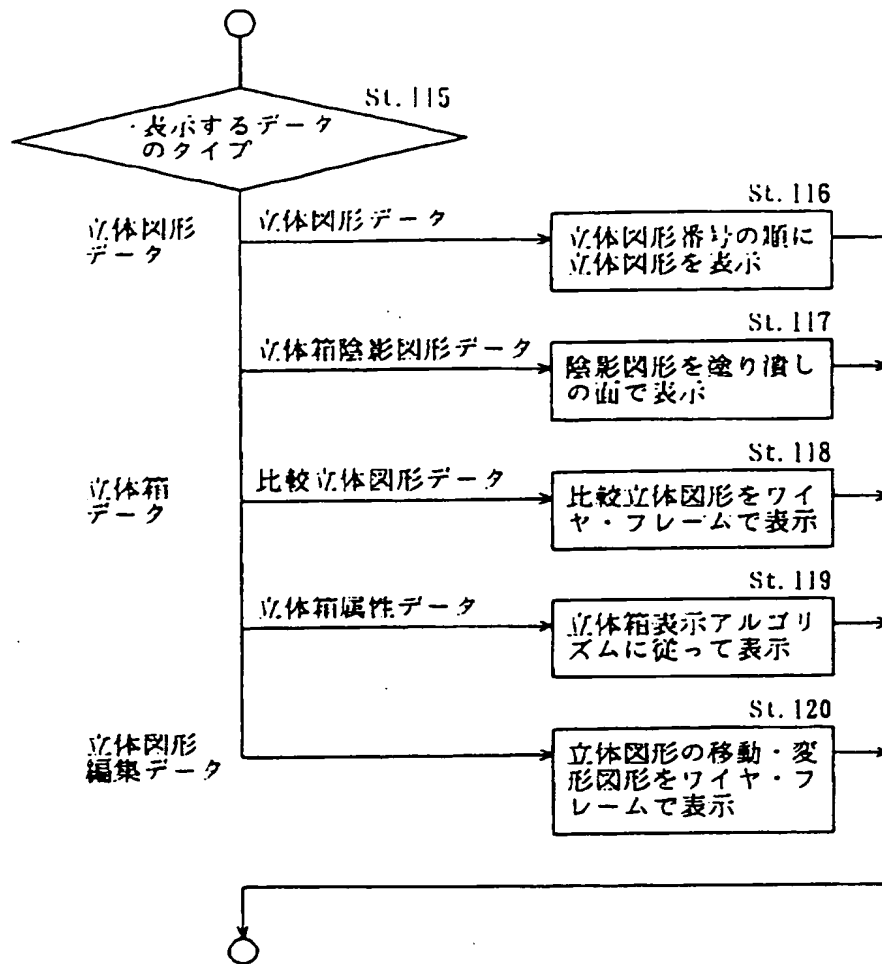 St.115
表示するデータ
のタイプ
St.116
立体図形
データ
立体図形データ
立体図形番号の順に
立体図形を表示
St.117
立体箱陰影図形データ
陰影図形を塗り潰し
の面で表示
St.118
立体箱
データ
比較立体図形データ
比較立体図形をワイ
ヤ・フレームで表示
St.119
立体箱属性データ
立体箱表示アルゴリ
ズムに従って表示
St.120
立体図形
編集データ
立体図形の移動・変
形図形をワイヤ・フ
レームで表示